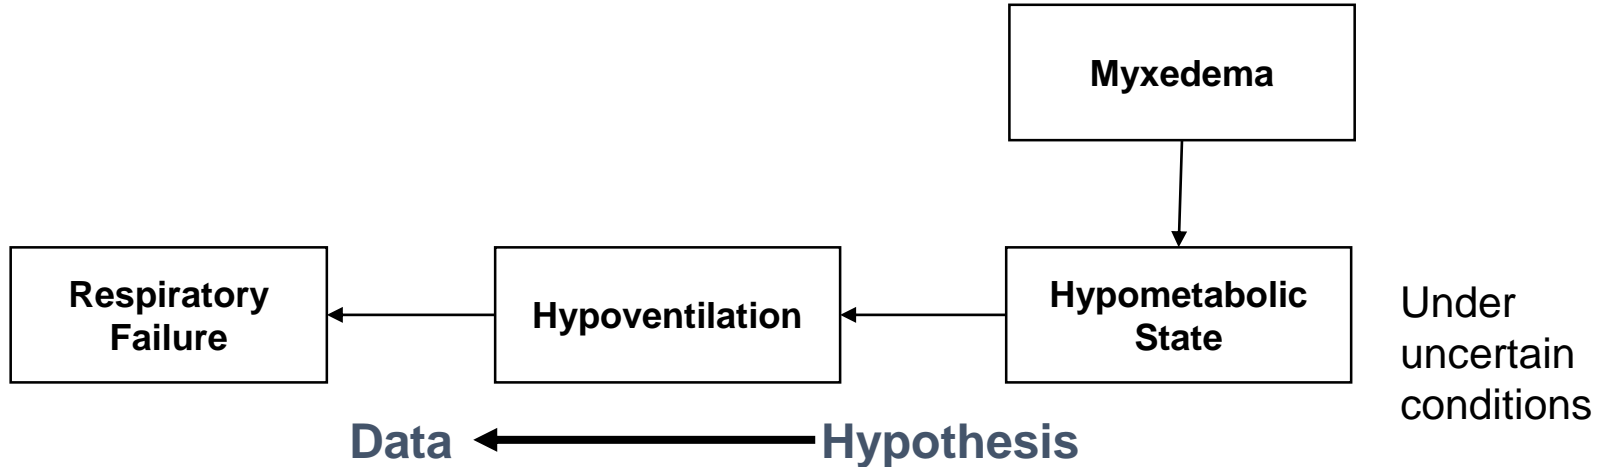 Myxedema
Respiratory
Failure
Hypoventilation
Hypometabolic
State
Under
uncertain
conditions
Data
Hypothesis